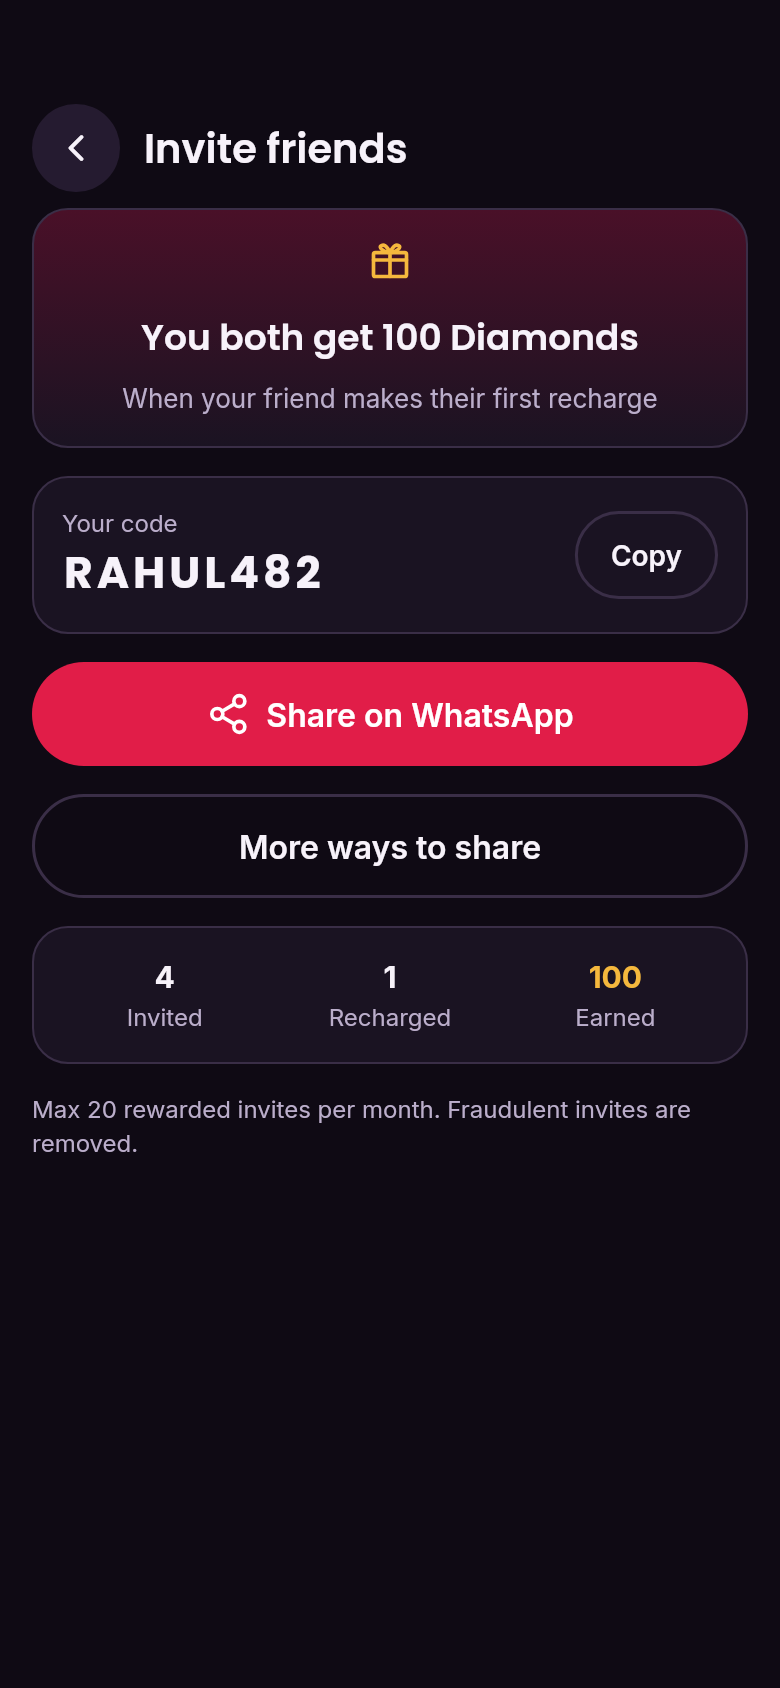 Invite friends
You both get 100 Diamonds
When your friend makes their first recharge
Your code
RAHUL482
Copy
Share on WhatsApp
More ways to share
4
Invited
1
Recharged
100
Earned
Max 20 rewarded invites per month. Fraudulent invites are
removed.